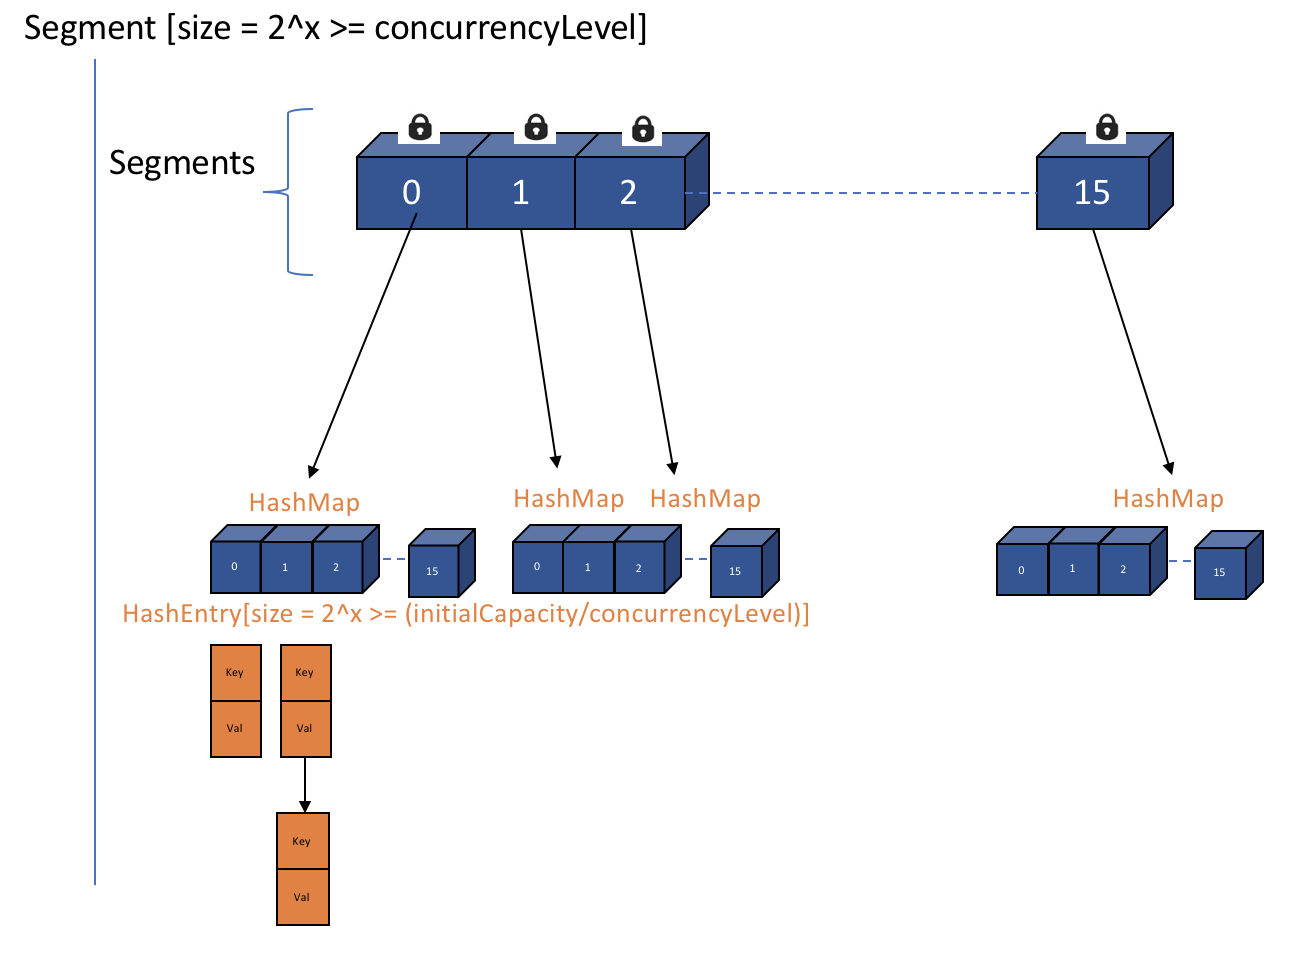 Segment [size = 2^x >= concurrencyLevel]
Segments
0 1 2 15
HashMap HashMap HashMap HashMap
0 1 2 15 0 1 2 15 0 1 2 15
HashEntry[size = 2^x >= (initialCapacity/concurrencyLevel)]
Key Key
Val Val
Key
Val